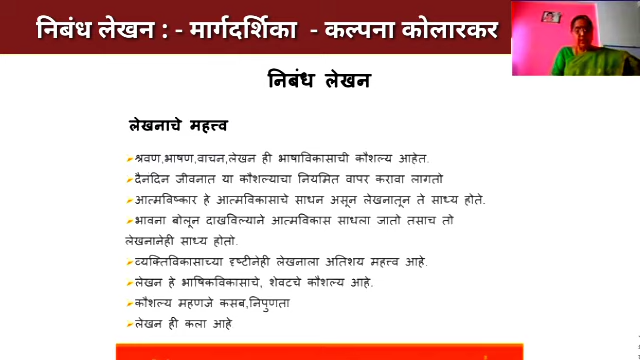 निबंध लेखन : - मार्गदर्शिका - कल्पना कोलारकर
निबंध लेखन
लेखनाचे महत्त्व
श्रवण,भाषण,वाचन,लेखन ही भाषाविकासाची कौशल्य आहेत.
दैनंदिन जीवनात या कौशल्याचा नियमित वापर करावा लागतो
आत्मविष्कार हे आत्मविकासाचे साधन असून लेखनातून ते साध्य होते.
भावना बोलून दाखविल्याने आत्मविकास साधला जातो तसाच तो
लेखनानेही साध्य होतो.
व्यक्तिविकासाच्या दृष्टीनेही लेखनाला अतिशय महत्त्व आहे.
लेखन हे भाषिकविकासाचे, शेवटचे कौशल्य आहे.
कौशल्य म्हणजे कसब,निपुणता
लेखन ही कला आहे